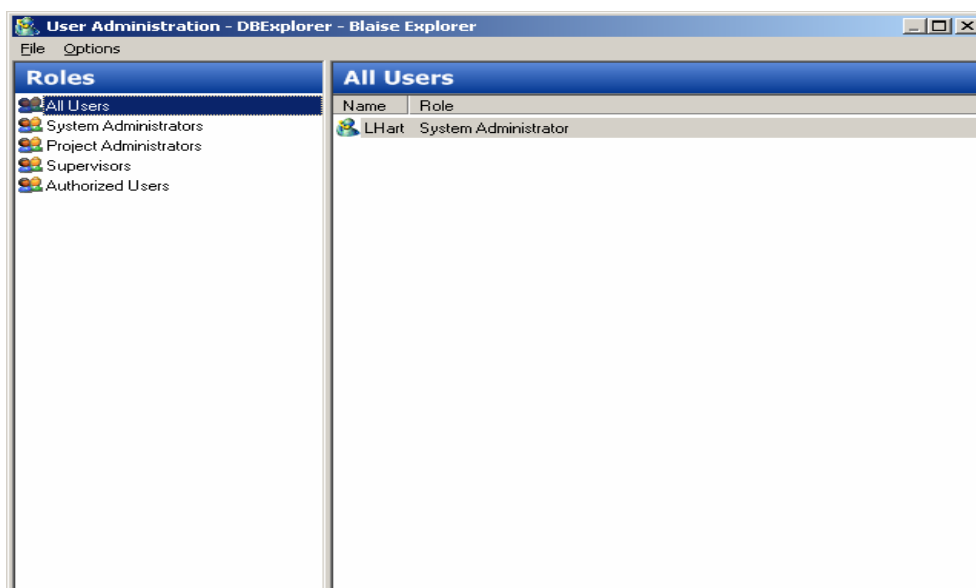 User Administration - DBExplorer - Blaise Explorer
File Options
Roles
All Users
System Administrators
Project Administrators
Supervisors
Authorized Users
All Users
Name Role
LHart System Administrator